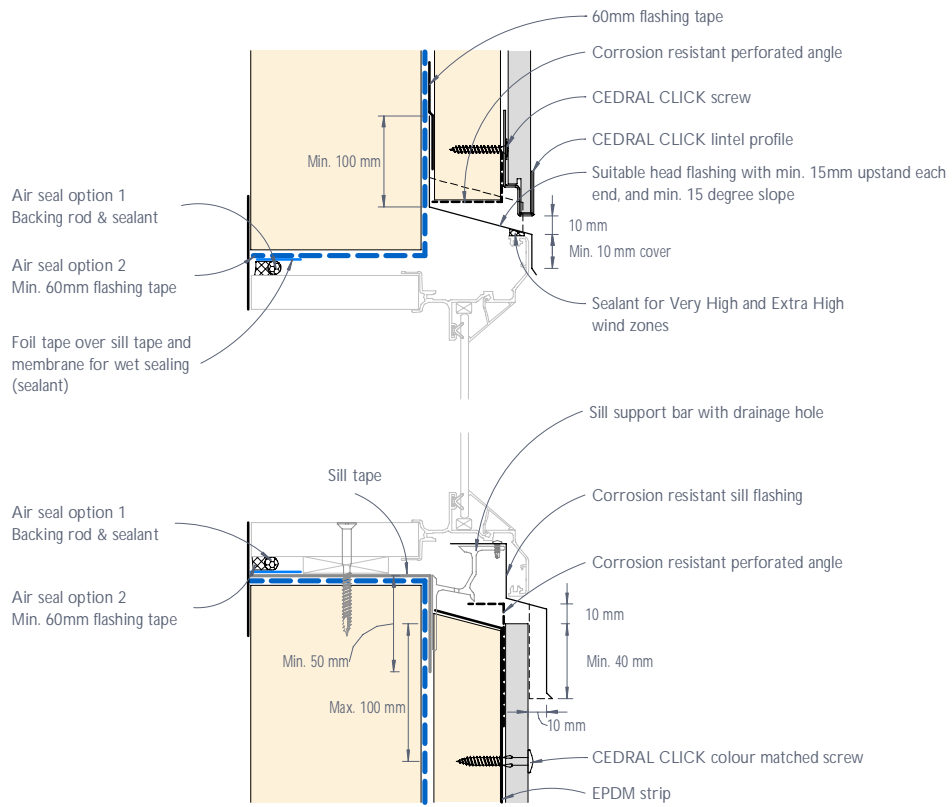 60mm flashing tape
Corrosion resistant perforated angle
CEDRAL CLICK screw
CEDRAL CLICK lintel profile
Suitable head flashing with min. 15mm upstand each
end, and min. 15 degree slope
Min. 100 mm
10 mm
Min. 10 mm cover
Air seal option 1
Backing rod & sealant
Air seal option 2
Min. 60mm flashing tape
Foil tape over sill tape and
membrane for wet sealing
(sealant)
Sealant for Very High and Extra High
wind zones
Sill support bar with drainage hole
Sill tape
Corrosion resistant sill flashing
Air seal option 1
Backing rod & sealant
Corrosion resistant perforated angle
Air seal option 2
Min. 60mm flashing tape
10 mm
Min. 50 mm
Min. 40 mm
Max. 100 mm
10 mm
CEDRAL CLICK colour matched screw
EPDM strip